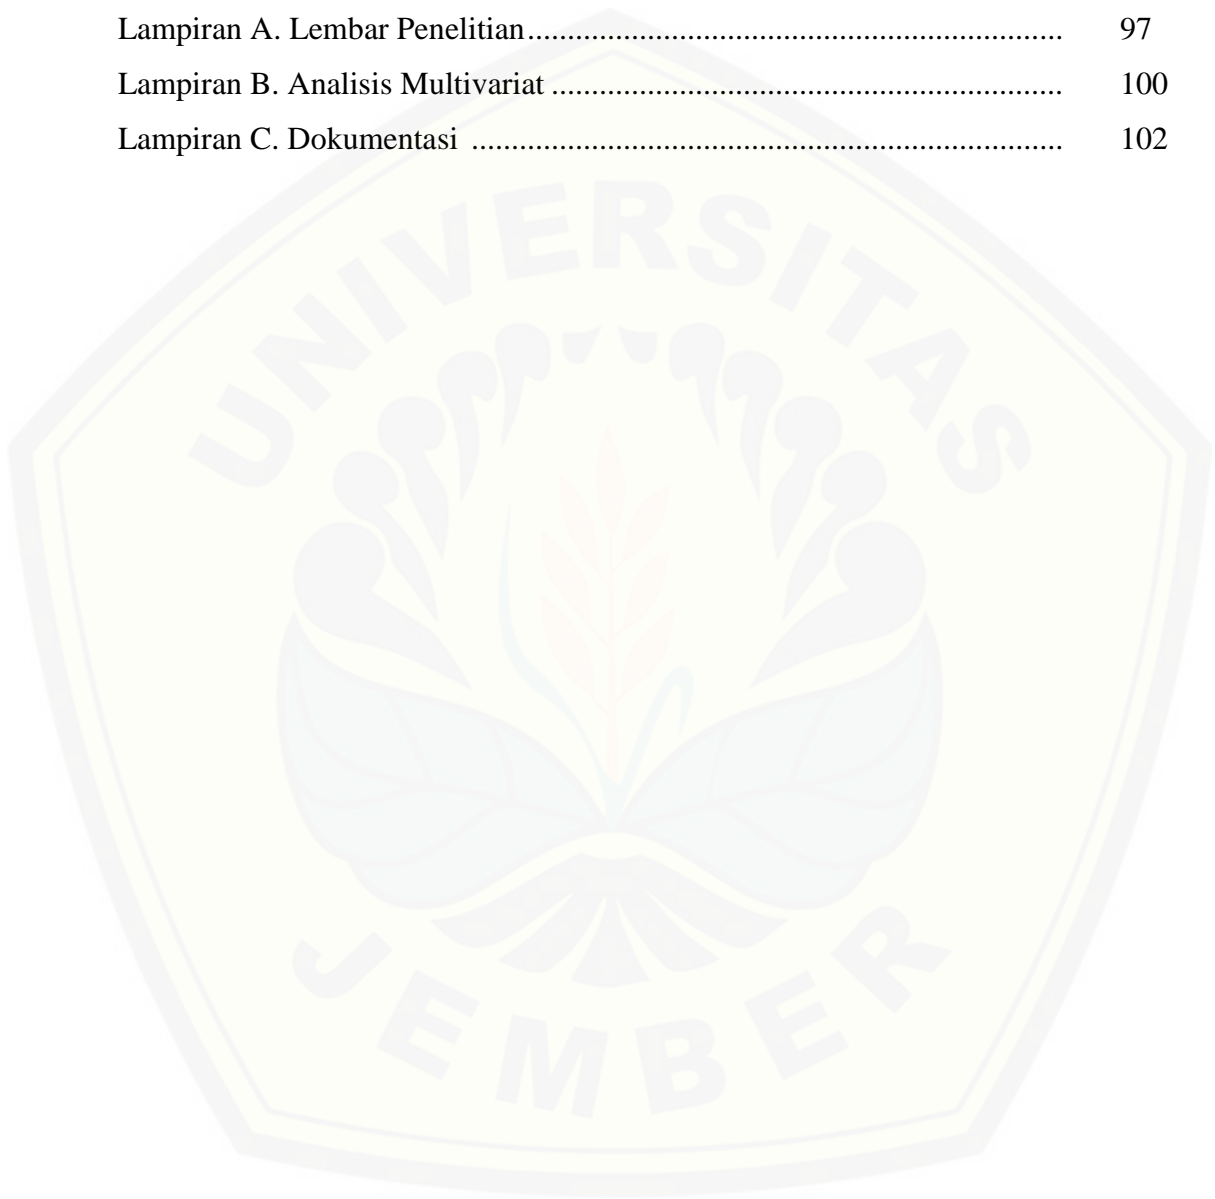 Lampiran A. Lembar Penelitian.................................................................... 97
Lampiran B. Analisis Multivariat ................................................................. 100
Lampiran C. Dokumentasi ........................................................................... 102
UNIVERSITAS
JEMBER